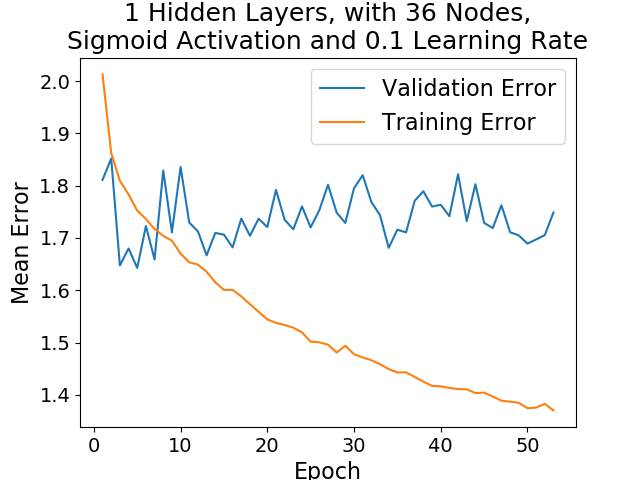 1 Hidden Layers, with 36 Nodes,
Sigmoid Activation and 0.1 Learning Rate
Validation Error
Training Error
Mean Error
2.0
1.9
1.8
1.7
1.6
1.5
1.4
0 10 20 30 40 50
Epoch